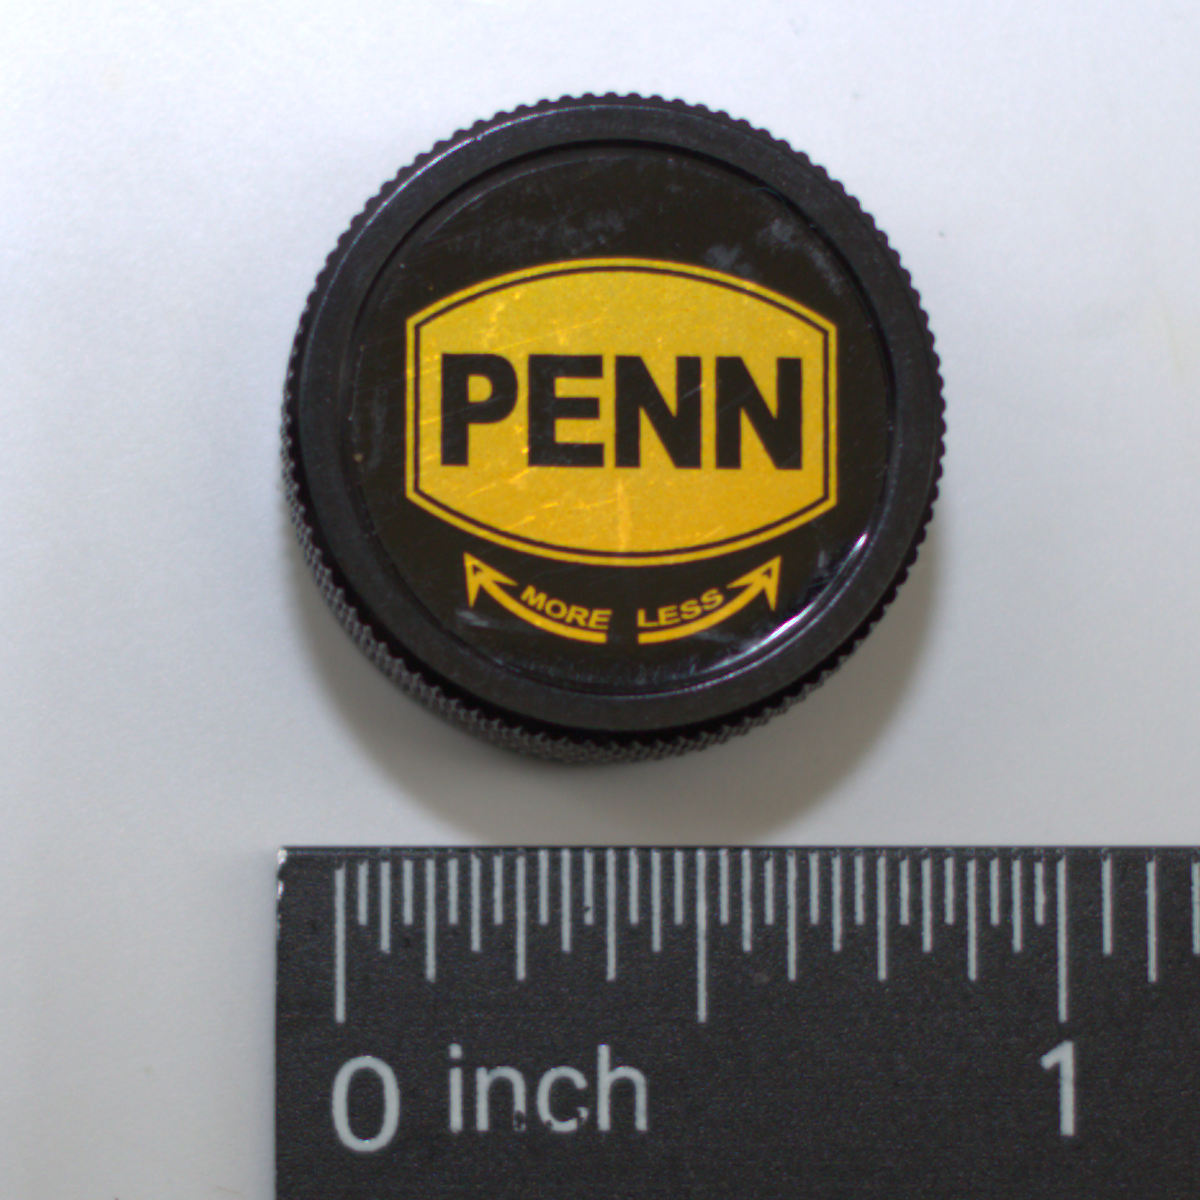 PENN
MORE LESS
0 inch 1